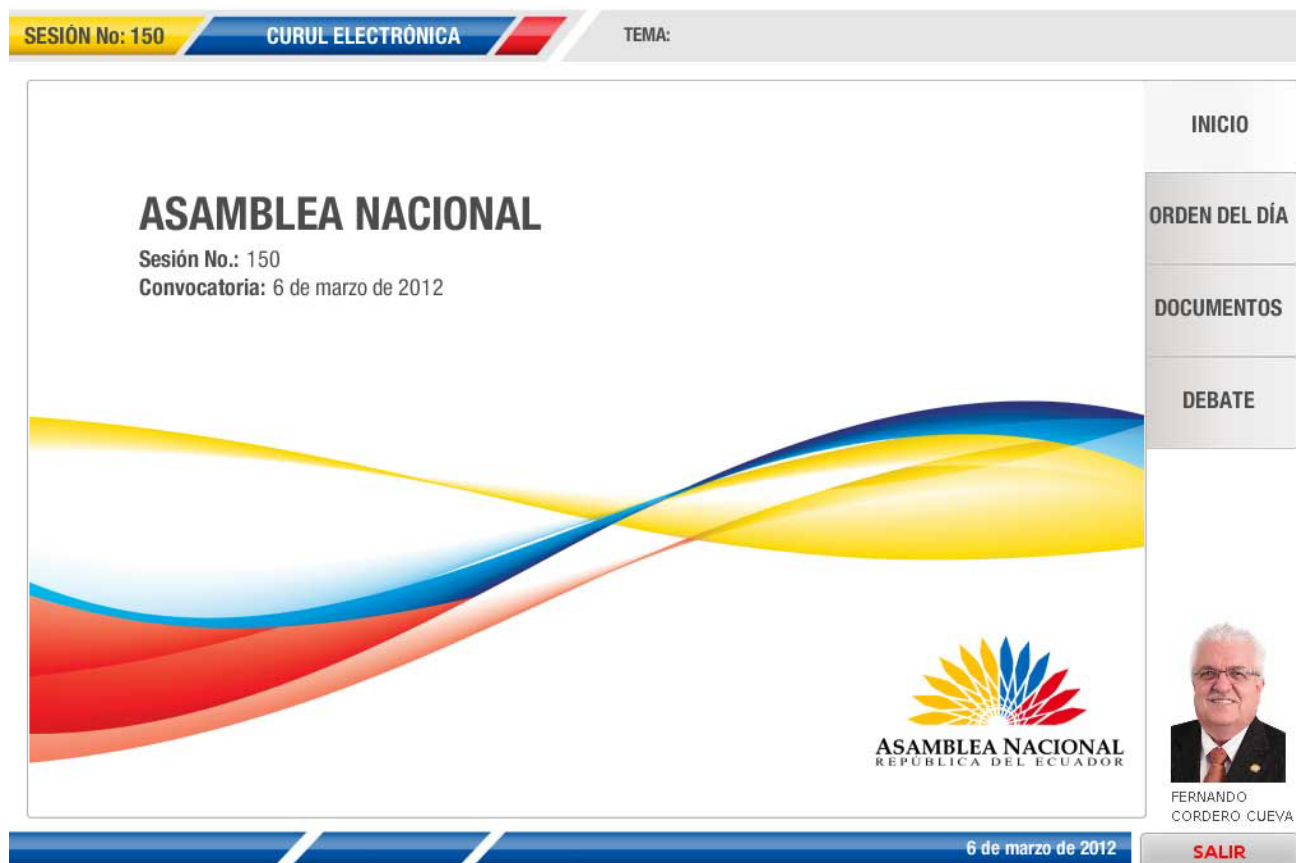 SESIÓN No: 150
CURUL ELECTRÓNICA
TEMA:
INICIO
ORDEN DEL DÍA
DOCUMENTOS
DEBATE
ASAMBLEA NACIONAL
Sesión No.: 150
Convocatoria: 6 de marzo de 2012
ASAMBLEA NACIONAL
REPÚBLICA DEL ECUADOR
FERNANDO
CORDERO CUEVA
6 de marzo de 2012
SALIR